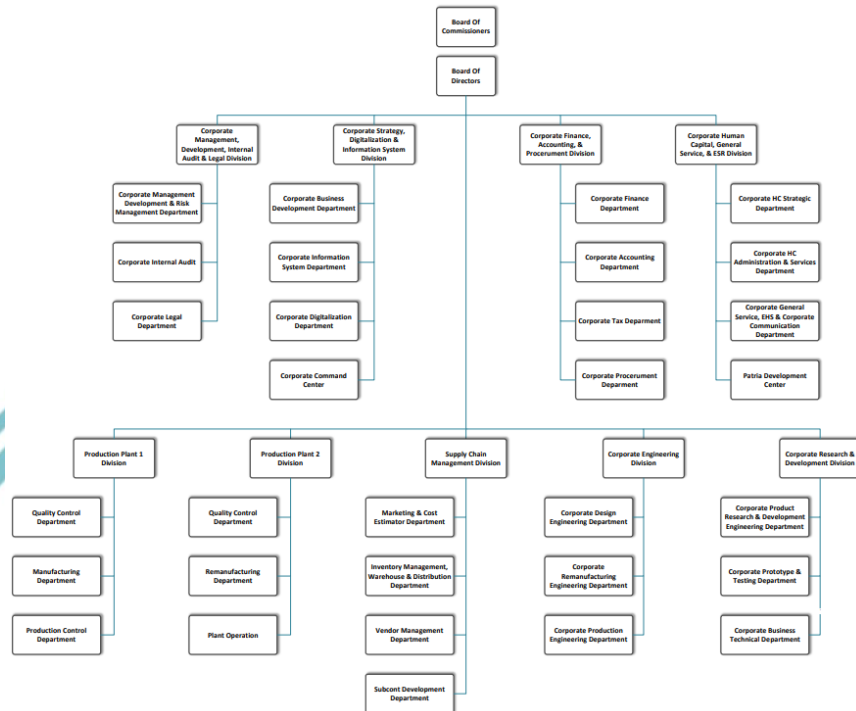 Board Of
Commissioners
Board Of
Directors
Corporate
Management,
Development, Internal
Audit & Legal Division
Corporate Strategy,
Digitalization &
Information System
Division
Corporate Finance,
Accounting, &
Procerument Division
Corporate Human
Capital, General
Service, & ESR Division
Corporate Management
Development & Risk
Management Department
Corporate Business
Development Department
Corporate Finance
Department
Corporate HC Strategic
Department
Corporate Internal Audit
Corporate Information
System Department
Corporate Accounting
Department
Corporate HC
Administration & Services
Department
Corporate Legal
Department
Corporate Digitalization
Department
Corporate Tax Deparment
Corporate General
Service, EHS & Corporate
Communication
Department
Corporate Command
Center
Corporate Procerument
Deparment
Patria Development
Center
Production Plant 1
Division
Production Plant 2
Division
Supply Chain
Management Division
Corporate Engineering
Division
Corporate Research &
Development Division
Quality Control
Department
Quality Control
Department
Marketing & Cost
Estimator Department
Corporate Design
Engineering Department
Corporate Product
Research & Development
Engineering Department
Manufacturing
Department
Remanufacturing
Department
Inventory Management,
Warehouse & Distribution
Department
Corporate
Remanufacturing
Engineering Department
Corporate Prototype &
Testing Department
Production Control
Department
Plant Operation
Vendor Management
Department
Corporate Production
Engineering Department
Corporate Business
Technical Department
Subcont Development
Department